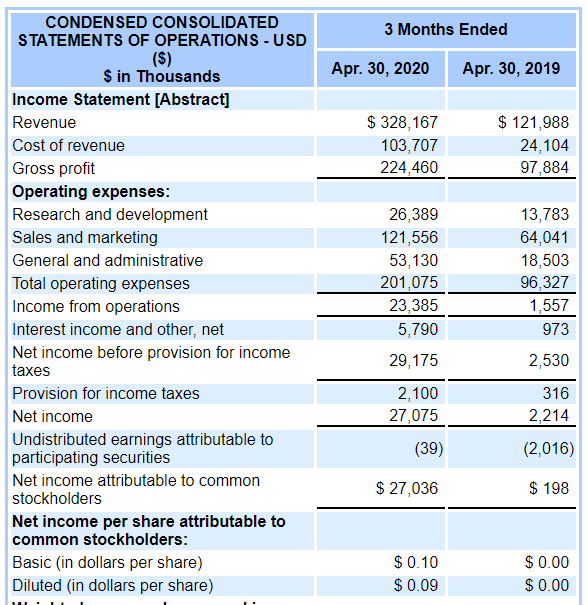 CONDENSED CONSOLIDATED
STATEMENTS OF OPERATIONS - USD
($)
$ in Thousands
3 Months Ended
Apr. 30, 2020 Apr. 30, 2019
Income Statement [Abstract]
Revenue $ 328,167 $ 121,988
Cost of revenue 103,707 24,104
Gross profit 224,460 97,884
Operating expenses:
Research and development 26,389 13,783
Sales and marketing 121,556 64,041
General and administrative 53,130 18,503
Total operating expenses 201,075 96,327
Income from operations 23,385 1,557
Interest income and other, net 5,790 973
Net income before provision for income
taxes 29,175 2,530
Provision for income taxes 2,100 316
Net income 27,075 2,214
Undistributed earnings attributable to
participating securities (39) (2,016)
Net income attributable to common
stockholders $ 27,036 $ 198
Net income per share attributable to
common stockholders:
Basic (in dollars per share) $ 0.10 $ 0.00
Diluted (in dollars per share) $ 0.09 $ 0.00